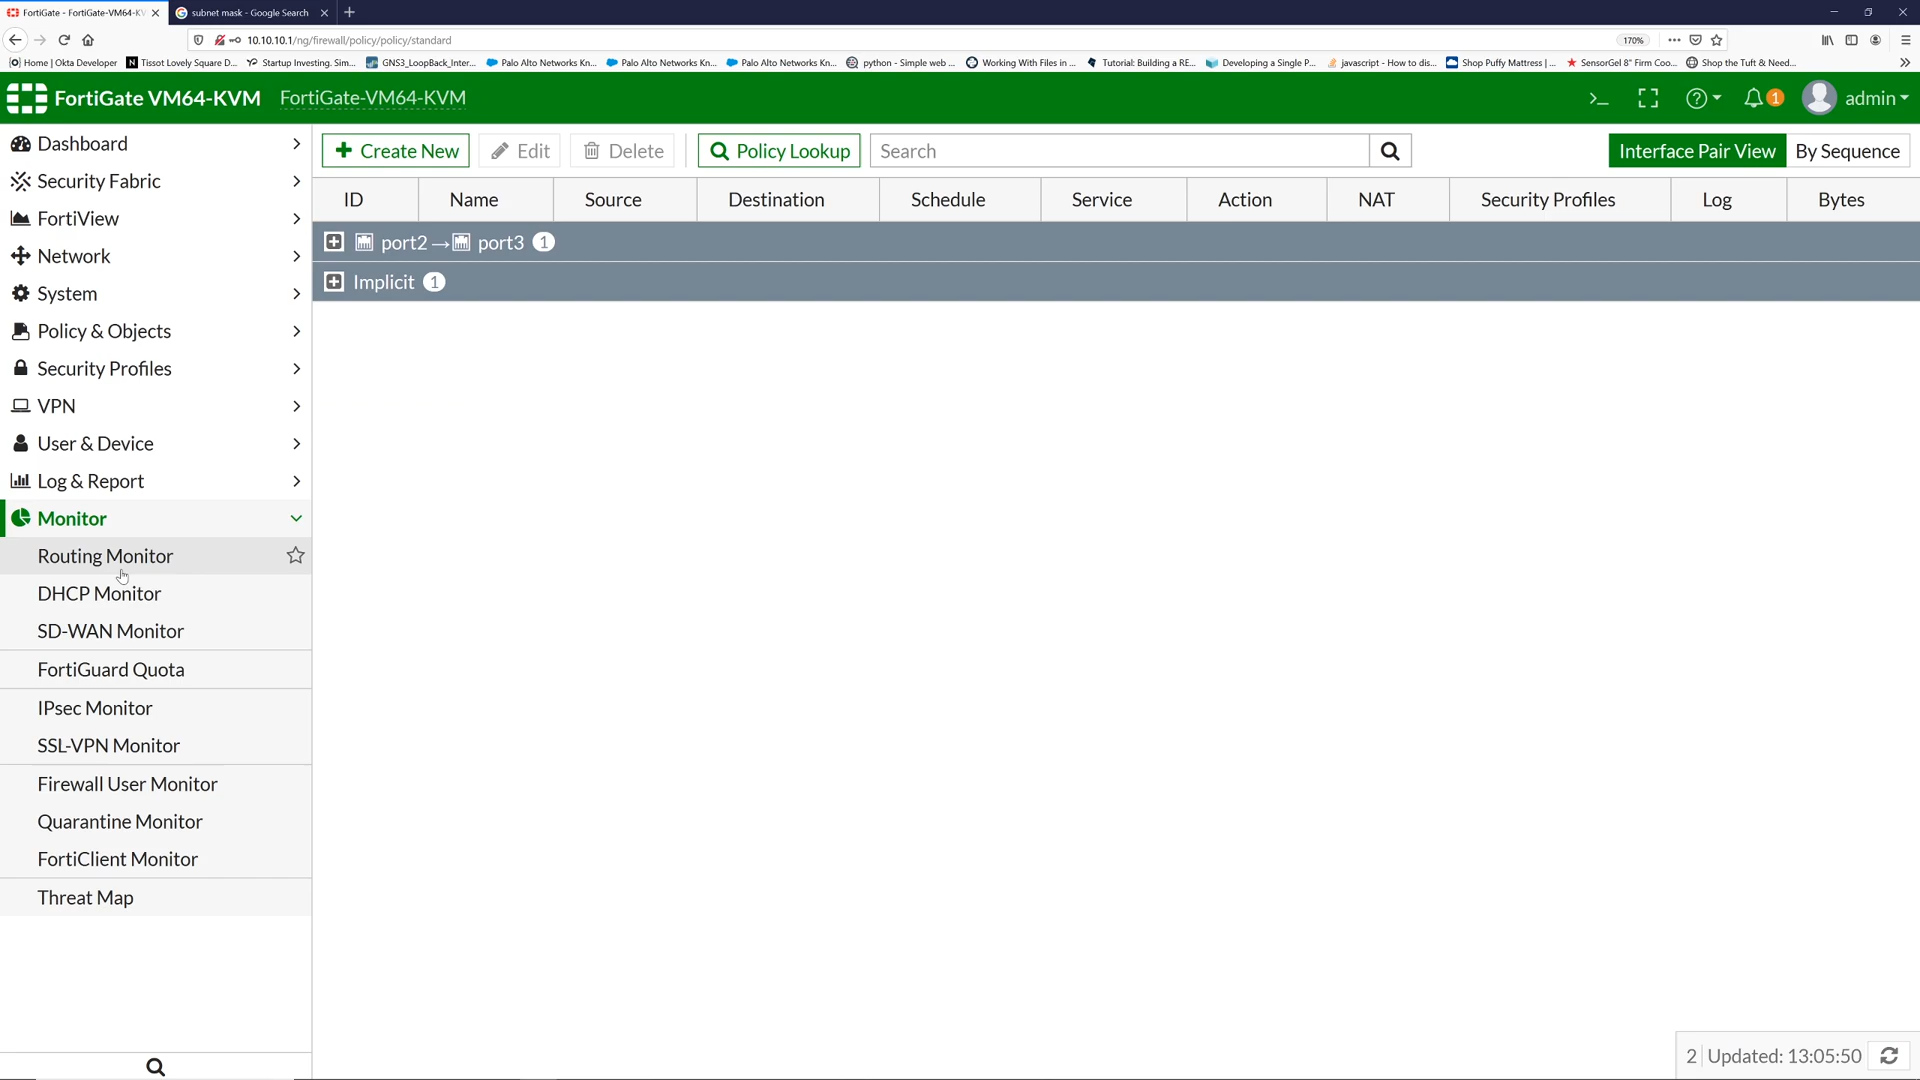 FortiGate - FortiGate-VM64-KV
subnet mask - Google Search
10.10.10.1/ng/firewall/policy/policy/standard
170%
Home | Okta Developer
Tissot Lovely Square D...
Startup Investing. Sim...
GNS3_LoopBack_Inter...
Palo Alto Networks Kn...
Palo Alto Networks Kn...
Palo Alto Networks Kn...
python - Simple web ...
Working With Files in ...
Tutorial: Building a RE...
Developing a Single P...
javascript - How to dis...
Shop Puffy Mattress | ...
SensorGel 8" Firm Coo...
Shop the Tuft & Need...
FortiGate VM64-KVM
FortiGate-VM64-KVM
>_
1
admin
Dashboard
Security Fabric
FortiView
Network
System
Policy & Objects
Security Profiles
VPN
User & Device
Log & Report
Monitor
Routing Monitor
DHCP Monitor
SD-WAN Monitor
FortiGuard Quota
IPsec Monitor
SSL-VPN Monitor
Firewall User Monitor
Quarantine Monitor
FortiClient Monitor
Threat Map
+ Create New
Edit
Delete
Policy Lookup
Search
Interface Pair View
By Sequence
ID
Name
Source
Destination
Schedule
Service
Action
NAT
Security Profiles
Log
Bytes
port2 → port3 1
Implicit 1
2 Updated: 13:05:50